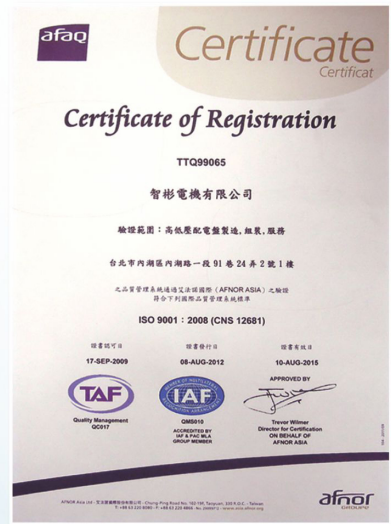 afaq
Certificate
Certificat
Certificate of Registration
TTQ99065
智彬電機有限公司
驗證範圍：高低壓配電盤製造,組裝,服務
台北市內湖區內湖路一段 91 巷 24 弄 2 號 1 樓
之品質管理系統通過艾法諾國際（AFNOR ASIA）之驗證
符合下列國際品質管理系統標準
ISO 9001 : 2008 (CNS 12681)
證書認可日 證書發行日 證書有效日
17-SEP-2009 08-AUG-2012 10-AUG-2015
APPROVED BY
TAF
IAF
Quality Management
QC017
QMS010
ACCREDITED BY
IAF & PAC MLA
GROUP MEMBER
Trevor Wilmer
Director for Certification
ON BEHALF OF
AFNOR ASIA
afnor
GROUPE